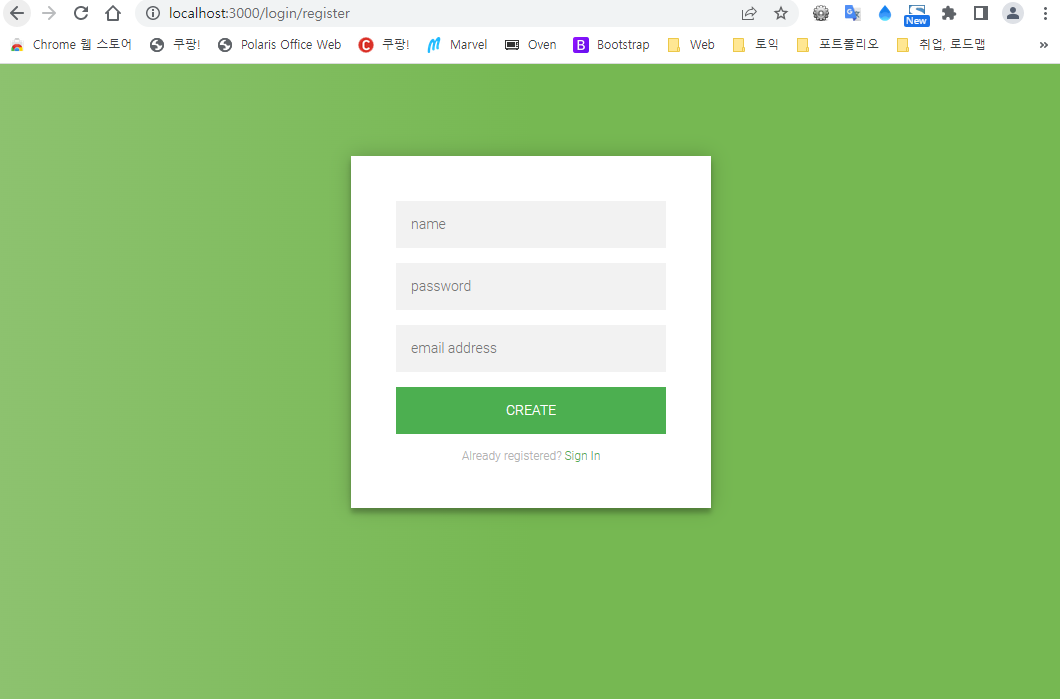 localhost:3000/login/register
New
Chrome 웹 스토어 쿠팡! Polaris Office Web C 쿠팡! Marvel Oven B Bootstrap Web 토익 포트폴리오 취업, 로드맵 »
name
password
email address
CREATE
Already registered? Sign In